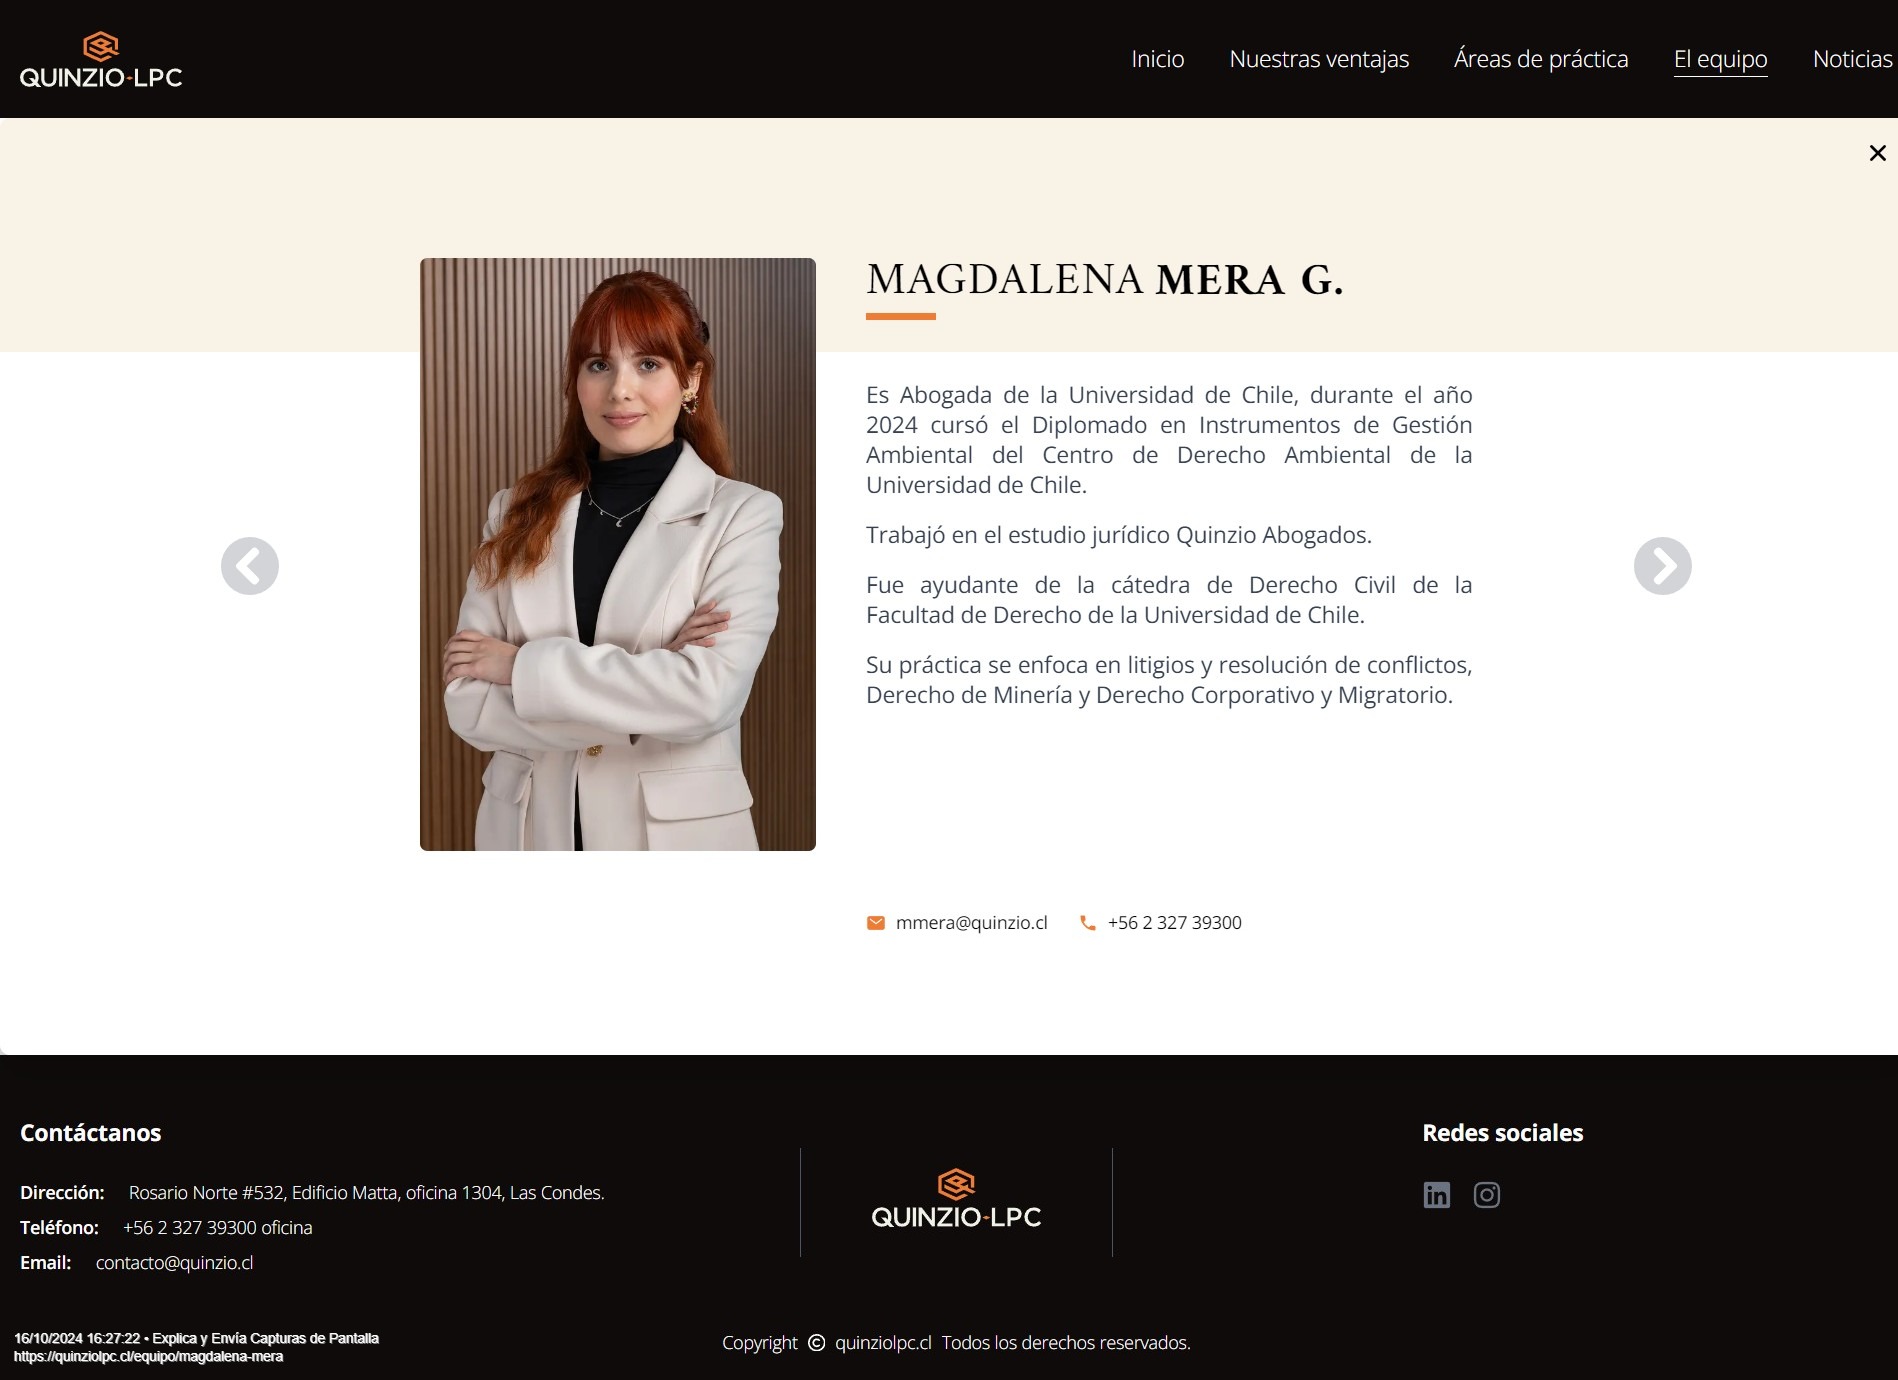 QUINZIO·LPC
Inicio Nuestras ventajas Áreas de práctica El equipo Noticias
MAGDALENA MERA G.
Es Abogada de la Universidad de Chile, durante el año
2024 cursó el Diplomado en Instrumentos de Gestión
Ambiental del Centro de Derecho Ambiental de la
Universidad de Chile.
Trabajó en el estudio jurídico Quinzio Abogados.
Fue ayudante de la cátedra de Derecho Civil de la
Facultad de Derecho de la Universidad de Chile.
Su práctica se enfoca en litigios y resolución de conflictos,
Derecho de Minería y Derecho Corporativo y Migratorio.
mmera@quinzio.cl +56 2 327 39300
Contáctanos
Dirección: Rosario Norte #532, Edificio Matta, oficina 1304, Las Condes.
Teléfono: +56 2 327 39300 oficina
Email: contacto@quinzio.cl
QUINZIO·LPC
Redes sociales
in
16/10/2024 16:27:22 • Explica y Envía Capturas de Pantalla
https://quinziolpc.cl/equipo/magdalena-mera
Copyright © quinziolpc.cl Todos los derechos reservados.